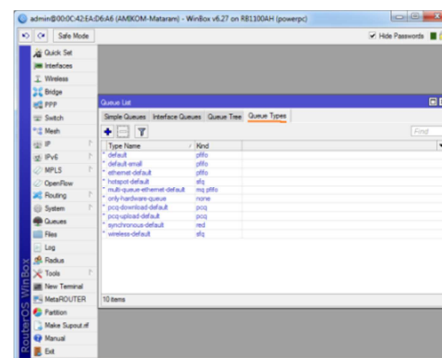 admin@00:0C:42:EA:D6:A6 (AMIKOM-Mataram) - WinBox v6.27 on RB1100AH (powerpc)
Safe Mode
Hide Passwords
Quick Set
Interfaces
Wireless
Bridge
PPP
Switch
Mesh
IP
IPv6
MPLS
OpenFlow
Routing
System
Queues
Files
Log
Radius
Tools
New Terminal
MetaROUTER
Partition
Make Supout.rif
Manual
Exit
RouterOS WinBox
Queue List
Simple Queues Interface Queues Queue Tree Queue Types
Find
Type Name / Kind
* default pfifo
* default-small pfifo
* ethernet-default pfifo
* hotspot-default sfq
* multi-queue-ethernet-default mq pfifo
* only-hardware-queue none
* pcq-download-default pcq
* pcq-upload-default pcq
* synchronous-default red
* wireless-default sfq
10 items